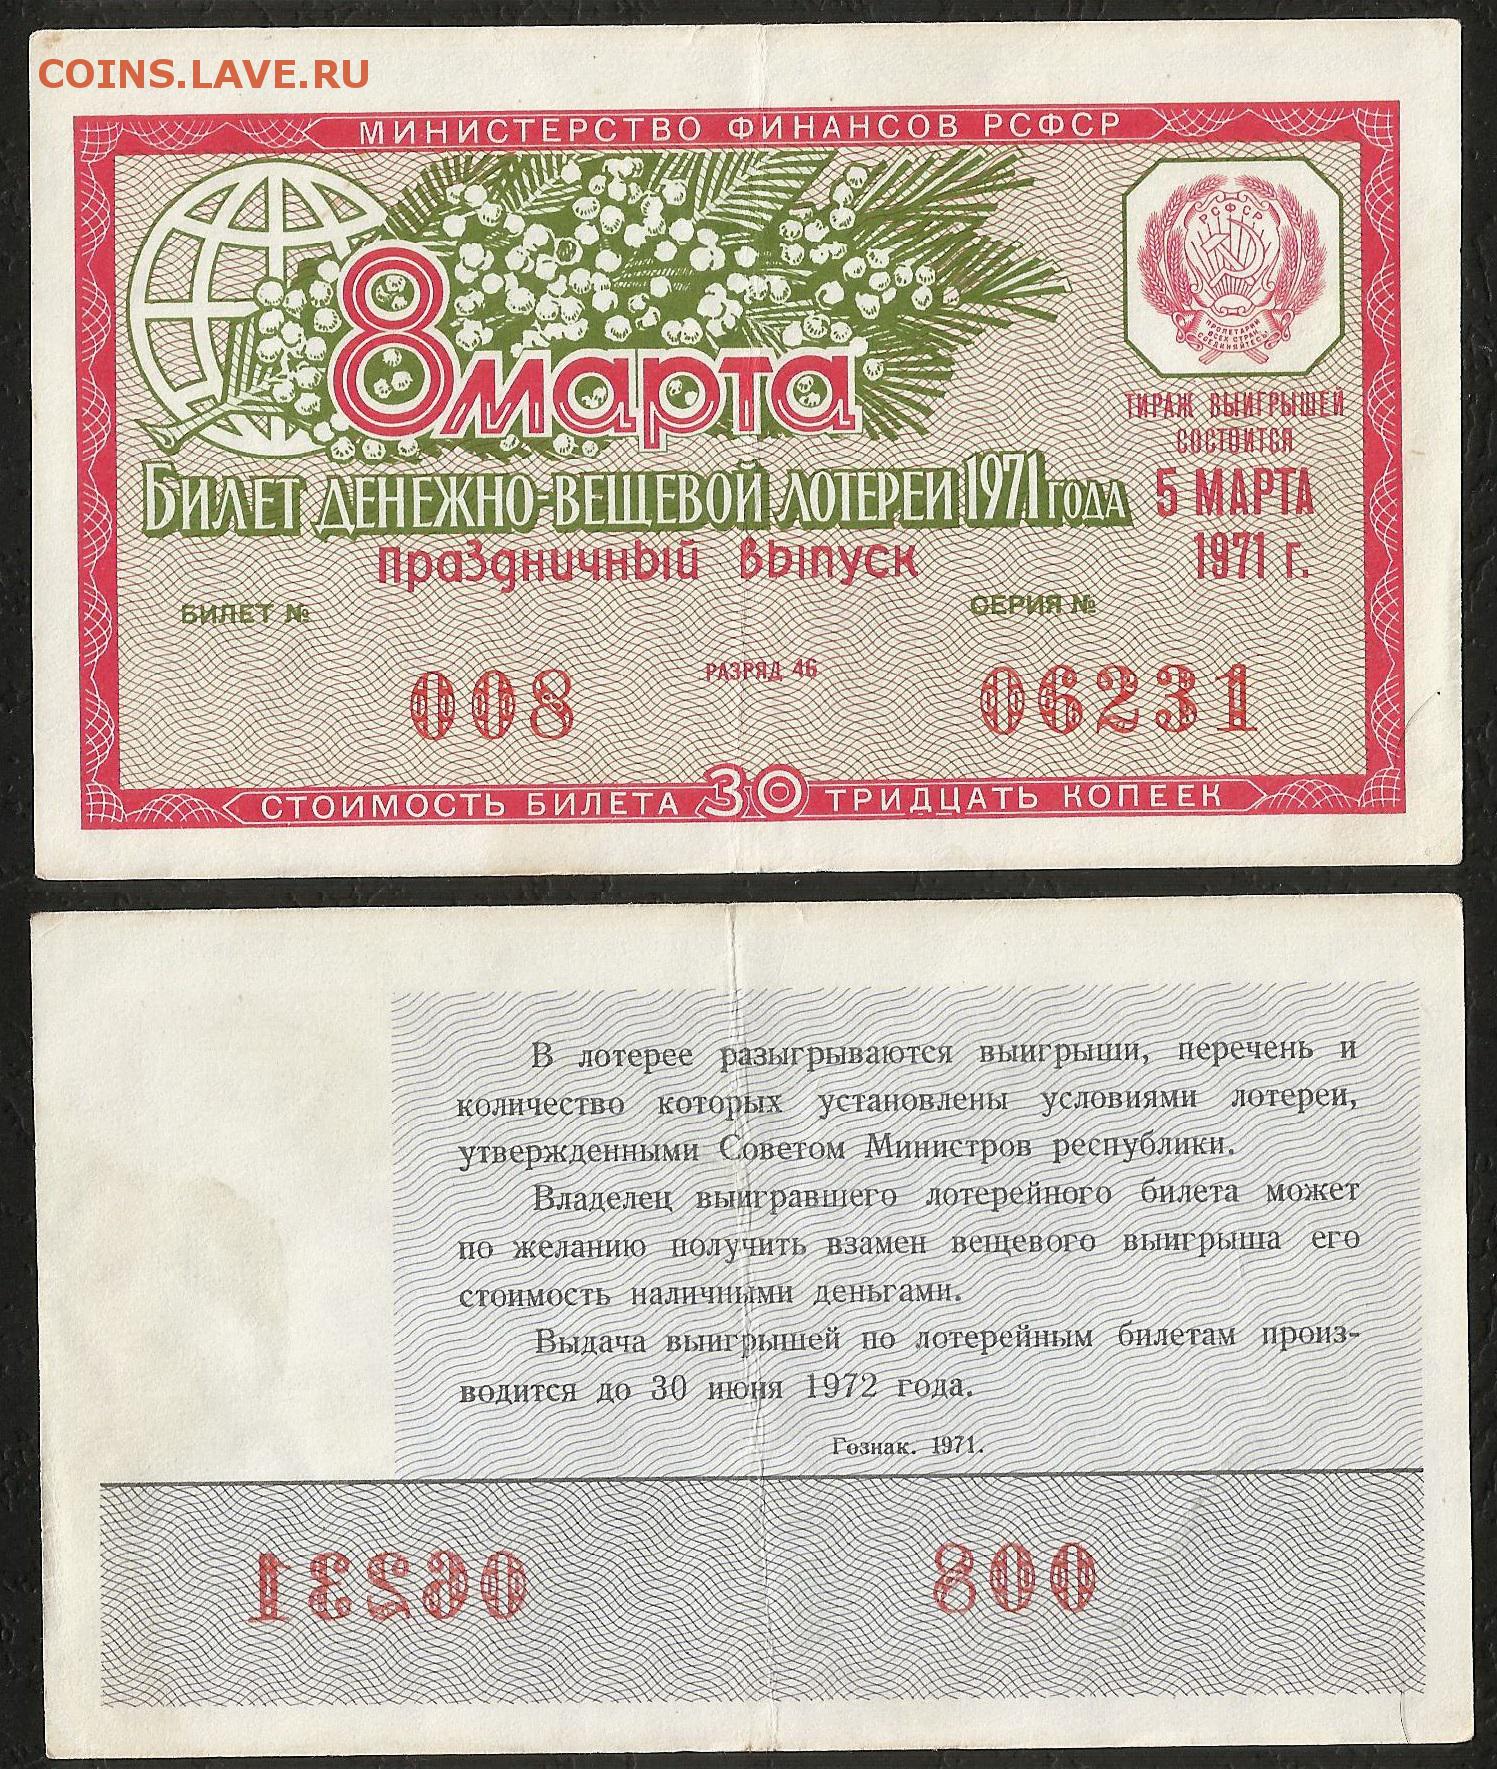 COINS.LAVE.RU
МИНИСТЕРСТВО ФИНАНСОВ РСФСР
РСФСР
ПРОЛЕТАРИИ
ВСЕХ СТРАН
СОЕДИНЯЙТЕСЬ!
8 марта
ТИРАЖ ВЫИГРЫШЕЙ
СОСТОИТСЯ
5 МАРТА
1971 г.
БИЛЕТ ДЕНЕЖНО-ВЕЩЕВОЙ ЛОТЕРЕИ 1971 ГОДА
праздничный выпуск
БИЛЕТ № СЕРИЯ №
РАЗРЯД 46
008 06231
СТОИМОСТЬ БИЛЕТА 30 ТРИДЦАТЬ КОПЕЕК
В лотерее разыгрываются выигрыши, перечень и
количество которых установлены условиями лотереи,
утвержденными Советом Министров республики.
Владелец выигравшего лотерейного билета может
по желанию получить взамен вещевого выигрыша его
стоимость наличными деньгами.
Выдача выигрышей по лотерейным билетам произ-
водится до 30 июня 1972 года.
Гознак. 1971.
06231 008